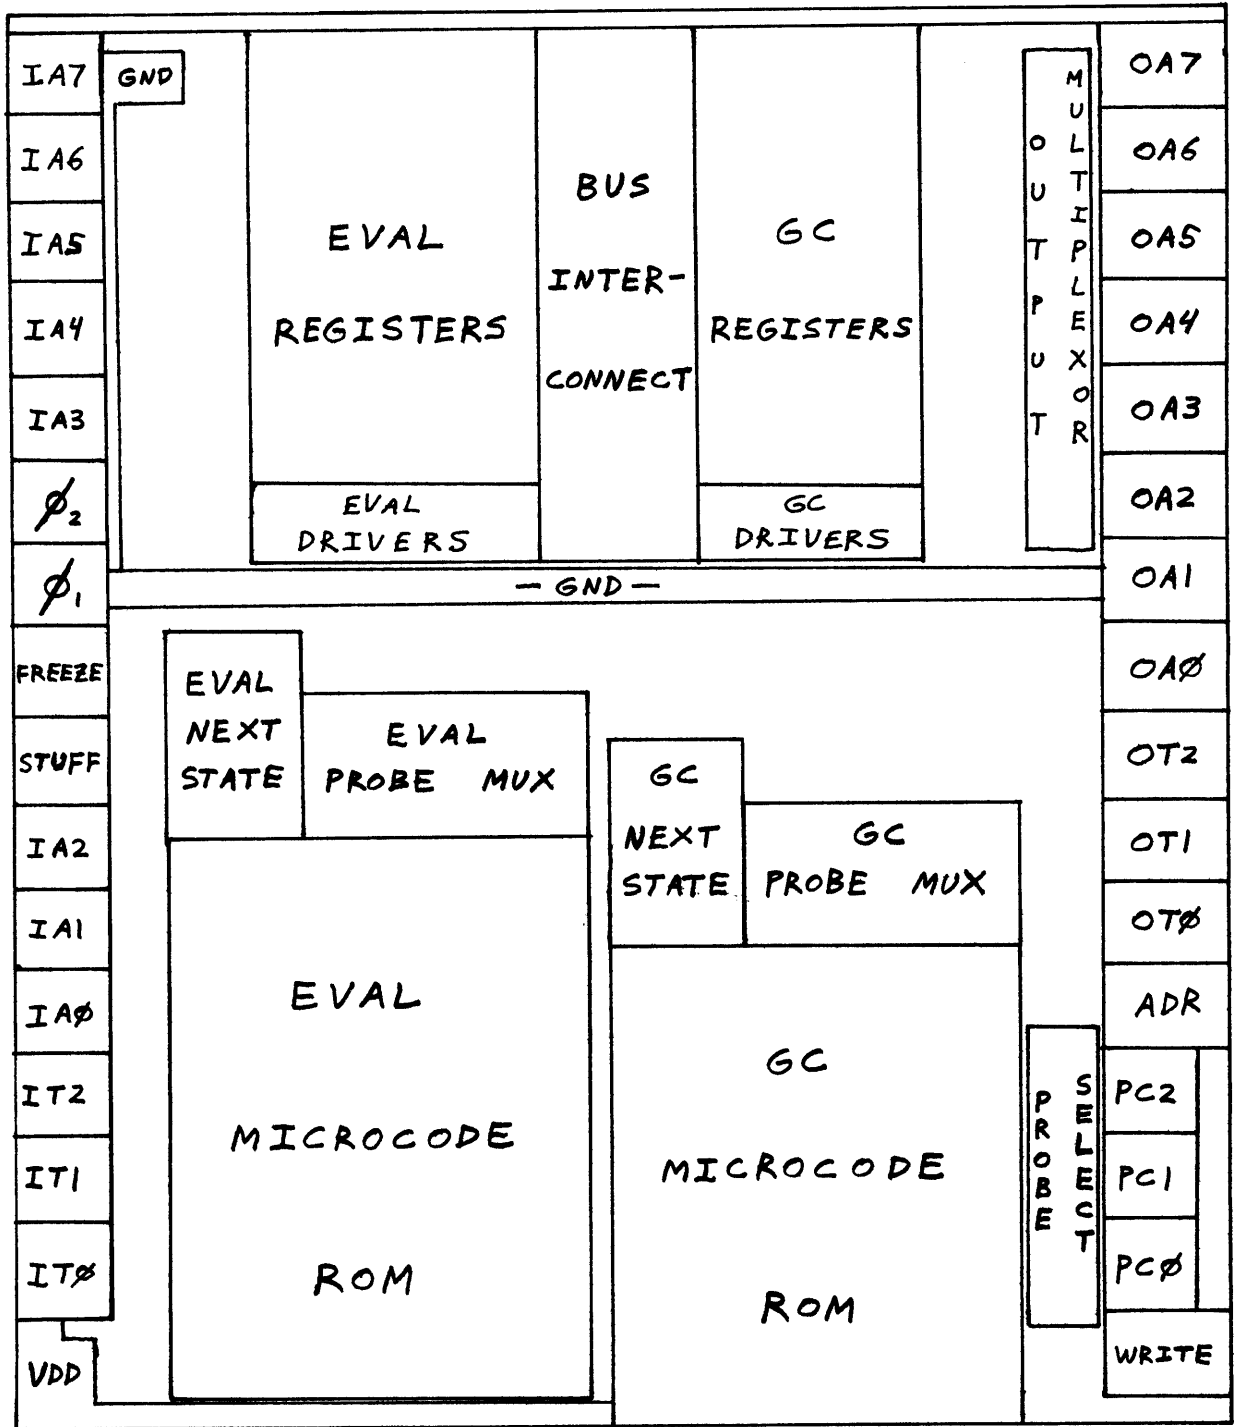 IA7
IA6
IA5
IA4
IA3
ϕ₂
ϕ₁
FREEZE
STUFF
IA2
IA1
IAØ
IT2
IT1
ITØ
VDD
GND
EVAL
REGISTERS
EVAL
DRIVERS
BUS
INTER-
CONNECT
GC
REGISTERS
GC
DRIVERS
OUTPUT
MULTIPLEXOR
— GND —
EVAL
NEXT
STATE
EVAL
PROBE MUX
EVAL
MICROCODE
ROM
GC
NEXT
STATE
GC
PROBE MUX
GC
MICROCODE
ROM
PROBE
SELECT
OA7
OA6
OA5
OA4
OA3
OA2
OA1
OAØ
OT2
OT1
OTØ
ADR
PC2
PC1
PCØ
WRITE